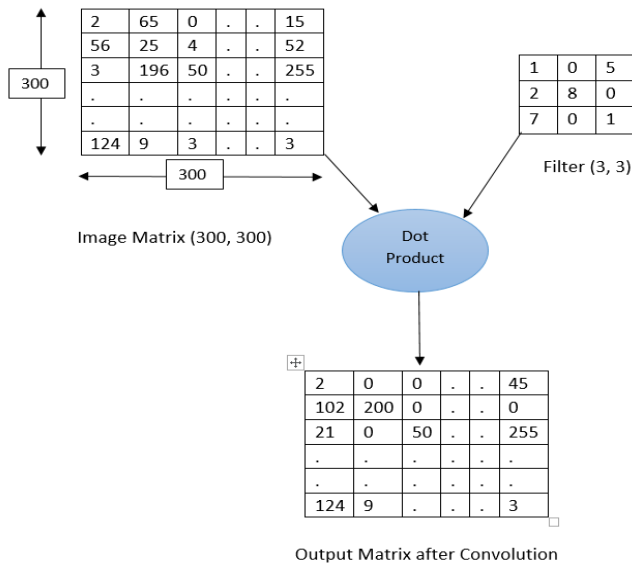 2 65 0 . . 15
56 25 4 . . 52
3 196 50 . . 255
. . . . . .
. . . . . .
124 9 3 . . 3
300
300
Image Matrix (300, 300)
1 0 5
2 8 0
7 0 1
Filter (3, 3)
Dot
Product
2 0 0 . . 45
102 200 0 . . 0
21 0 50 . . 255
. . . . . .
. . . . . .
124 9 . . . 3
Output Matrix after Convolution